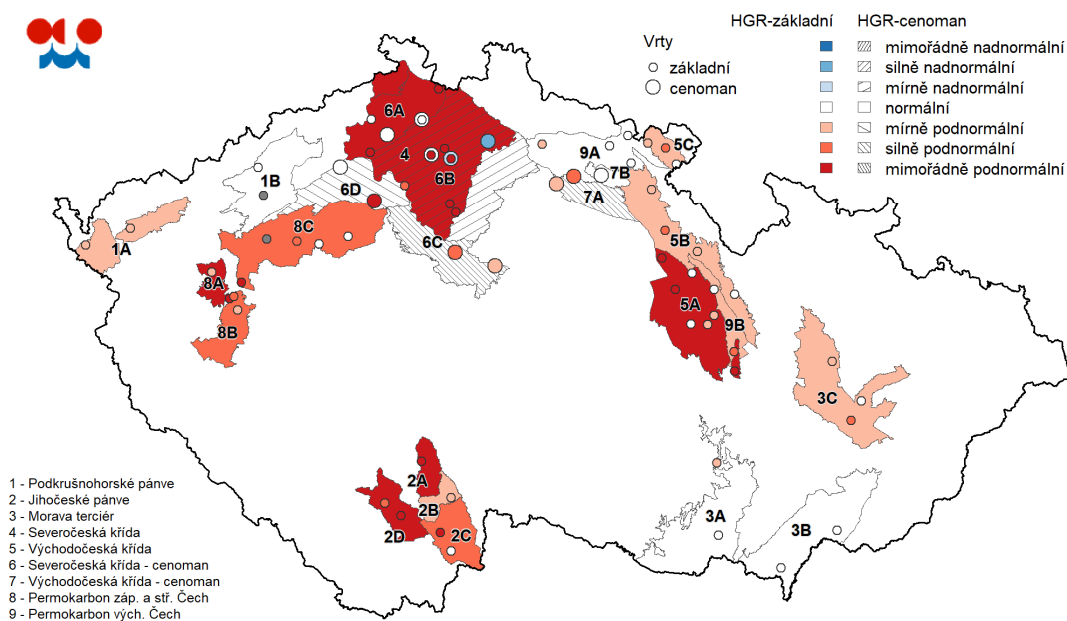 HGR-základní HGR-cenoman
mimořádně nadnormální
silně nadnormální
mírně nadnormální
normální
mírně podnormální
silně podnormální
mimořádně podnormální
Vrty
základní
cenoman
6A
4
6B
5C
9A
7B
7A
1B
6D
8C
6C
5B
1A
8A
5A
9B
8B
3C
2A
2B
2D
2C
3A
3B
1 - Podkrušnohorské pánve
2 - Jihočeské pánve
3 - Morava terciér
4 - Severočeská křída
5 - Východočeská křída
6 - Severočeská křída - cenoman
7 - Východočeská křída - cenoman
8 - Permokarbon záp. a stř. Čech
9 - Permokarbon vých. Čech